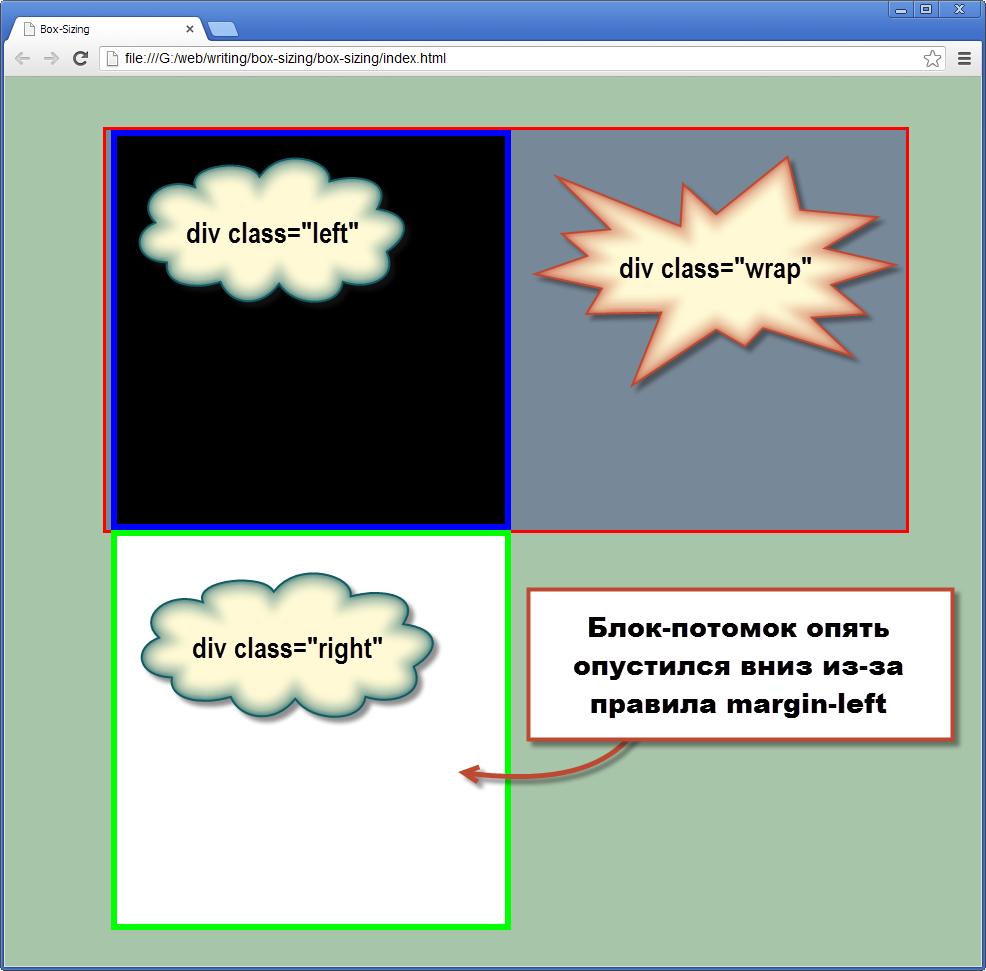 Box-Sizing
file:///G:/web/writing/box-sizing/box-sizing/index.html
div class="left"
div class="wrap"
div class="right"
Блок-потомок опять
опустился вниз из-за
правила margin-left